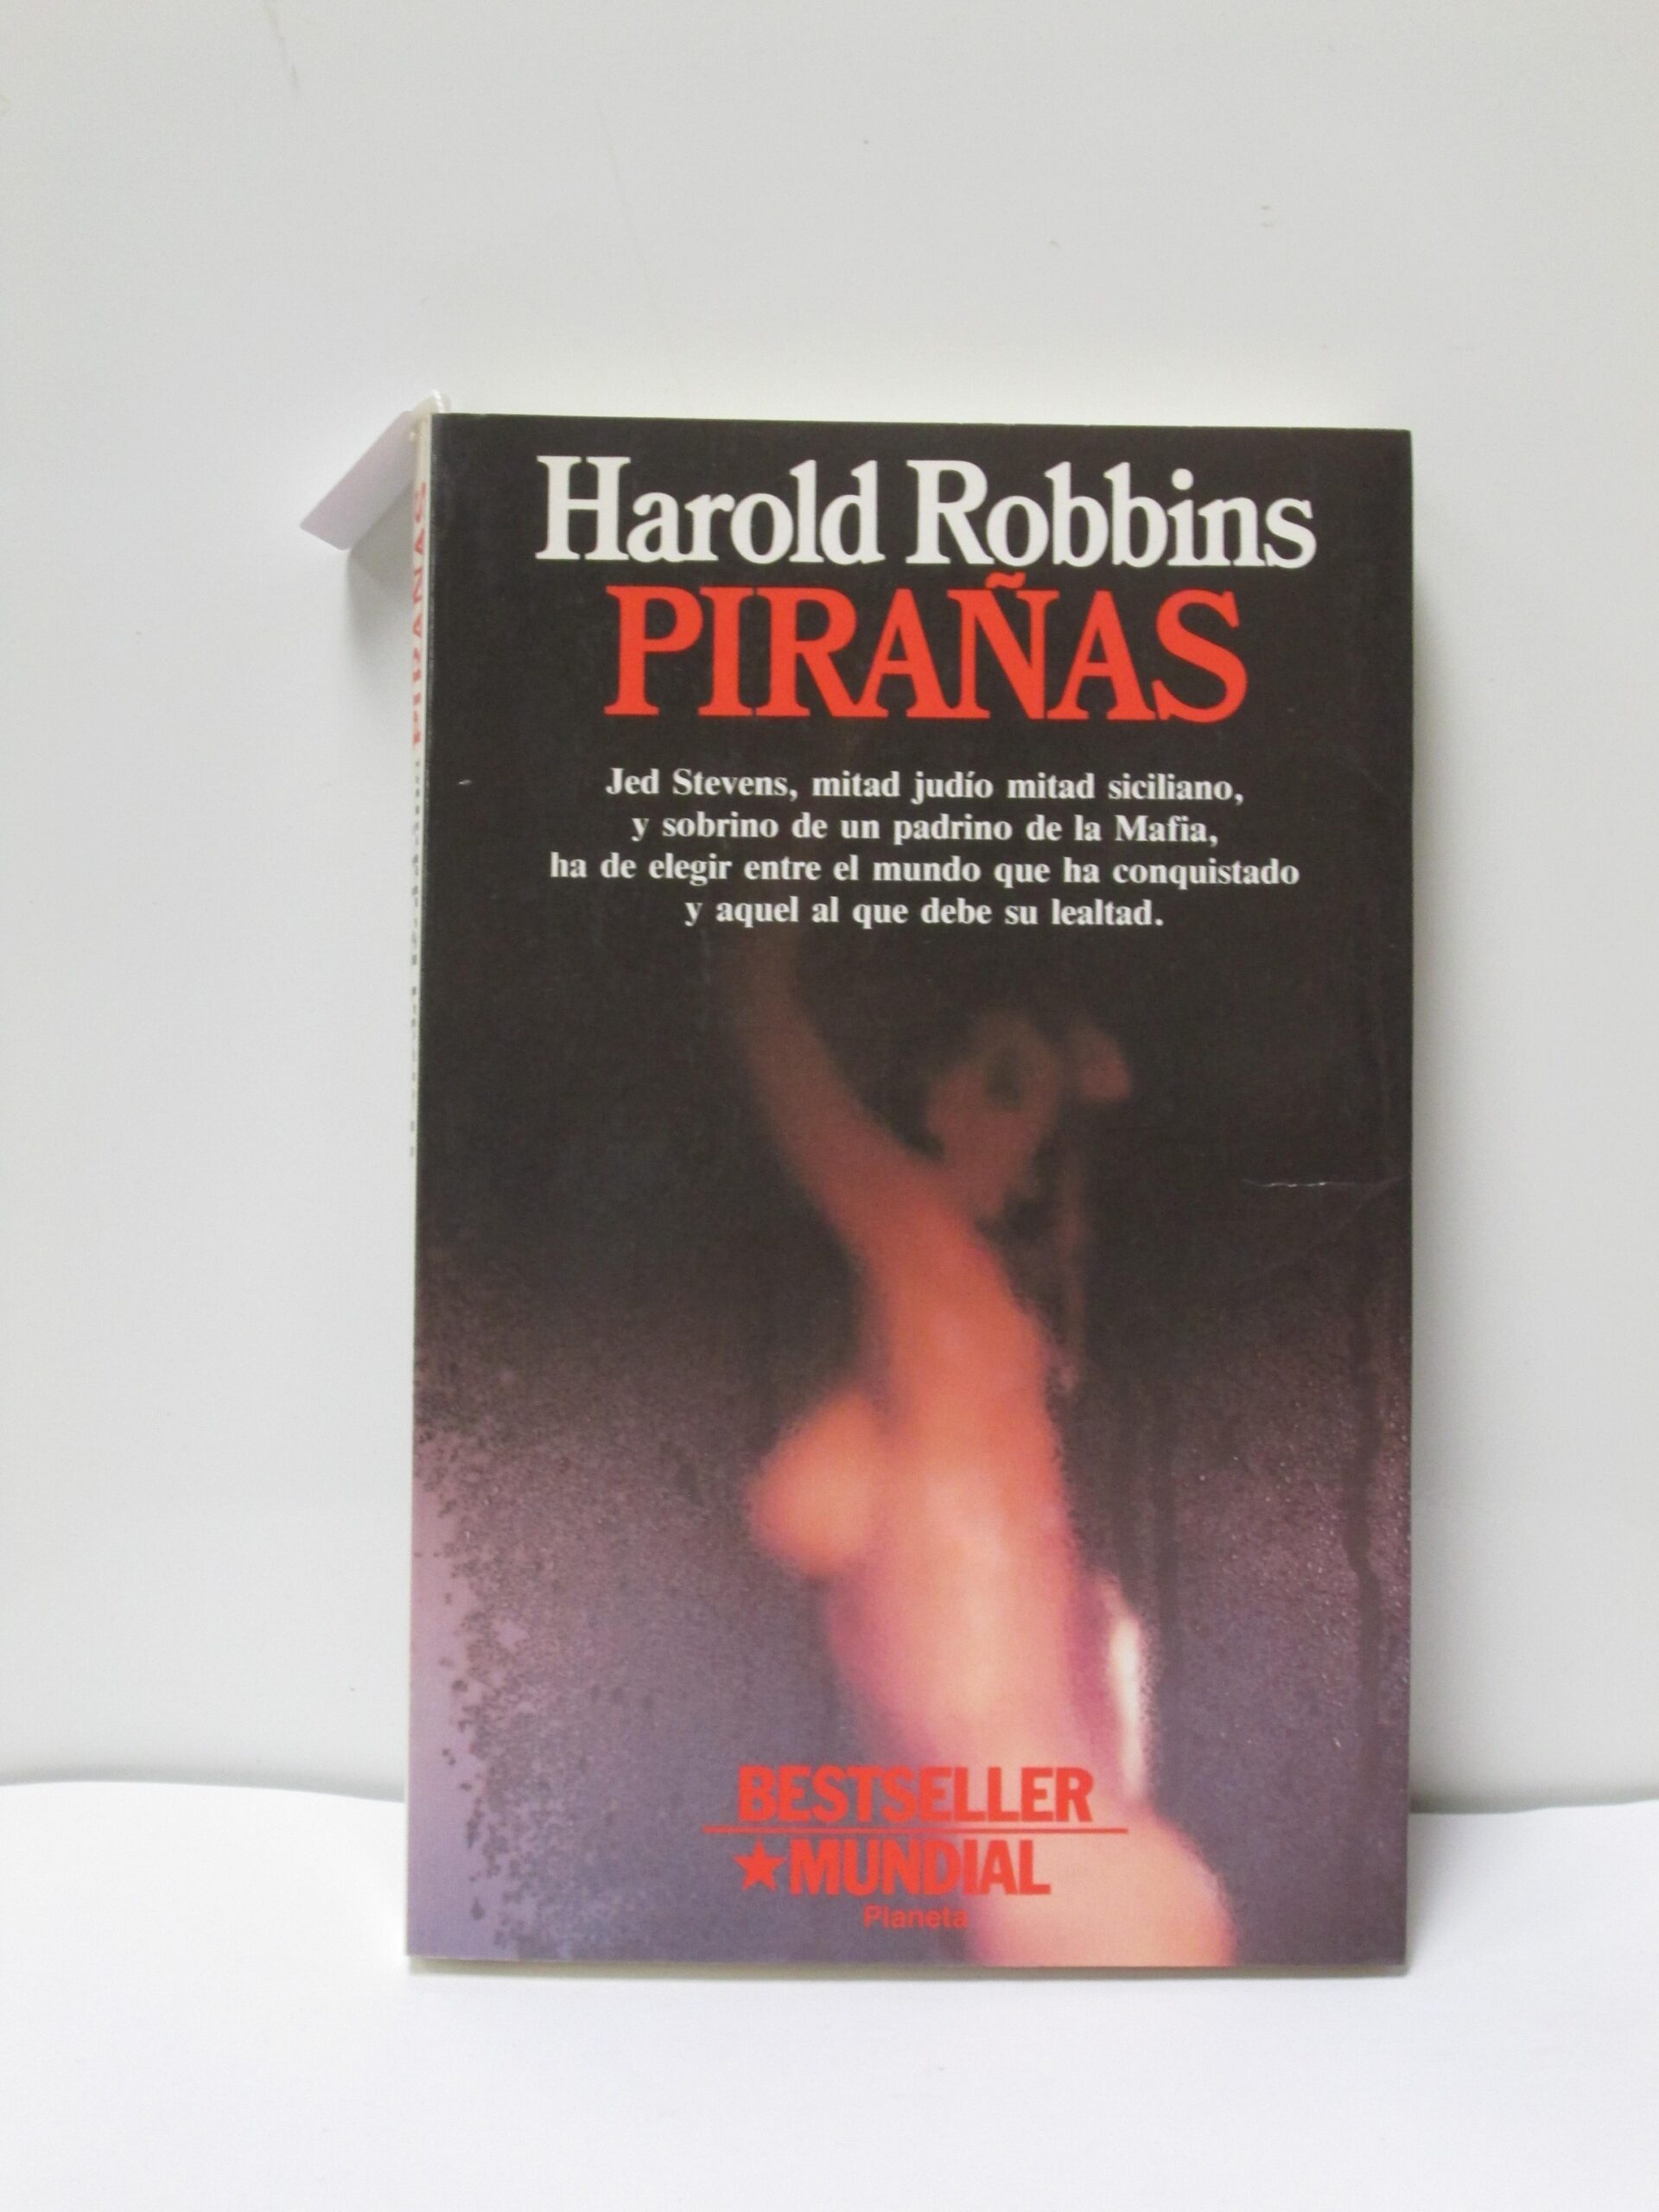 Harold Robbins
PIRAÑAS
Jed Stevens, mitad judío mitad siciliano,
y sobrino de un padrino de la Mafia,
ha de elegir entre el mundo que ha conquistado
y aquel al que debe su lealtad.
BESTSELLER
★MUNDIAL
Planeta
PIRAÑAS